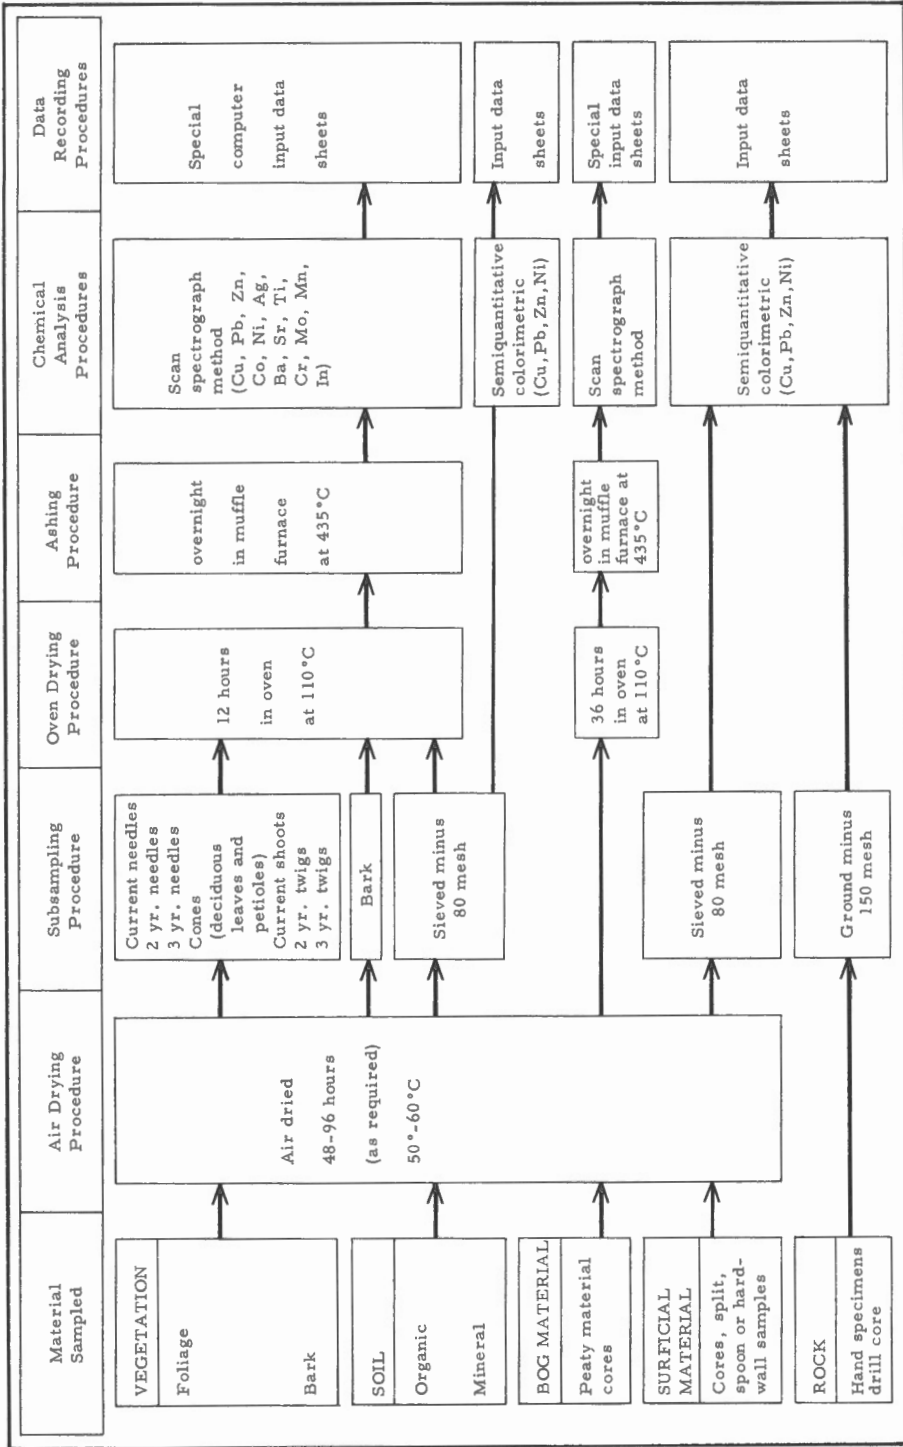 Material
Sampled
Air Drying
Procedure
Subsampling
Procedure
Oven Drying
Procedure
Ashing
Procedure
Chemical
Analysis
Procedures
Data
Recording
Procedures
VEGETATION
Foliage
Bark
SOIL
Organic
Mineral
BOG MATERIAL
Peaty material
cores
SURFICIAL
MATERIAL
Cores, split,
spoon or hard-
wall samples
ROCK
Hand specimens
drill core
Air dried
48-96 hours
(as required)
50°-60°C
Current needles
2 yr. needles
3 yr. needles
Cones
(deciduous
leaves and
petioles)
Current shoots
2 yr. twigs
3 yr. twigs
Bark
Sieved minus
80 mesh
Sieved minus
80 mesh
Ground minus
150 mesh
12 hours
in oven
at 110°C
36 hours
in oven
at 110°C
overnight
in muffle
furnace
at 435°C
overnight
in muffle
furnace at
435°C
Scan
spectrograph
method
(Cu, Pb, Zn,
Co, Ni, Ag,
Ba, Sr, Ti,
Cr, Mo, Mn,
In)
Semiquantitative
colorimetric
(Cu, Pb, Zn, Ni)
Scan
spectrograph
method
Semiquantitative
colorimetric
(Cu, Pb, Zn, Ni)
Special
computer
input data
sheets
Input data
sheets
Special
input data
sheets
Input data
sheets